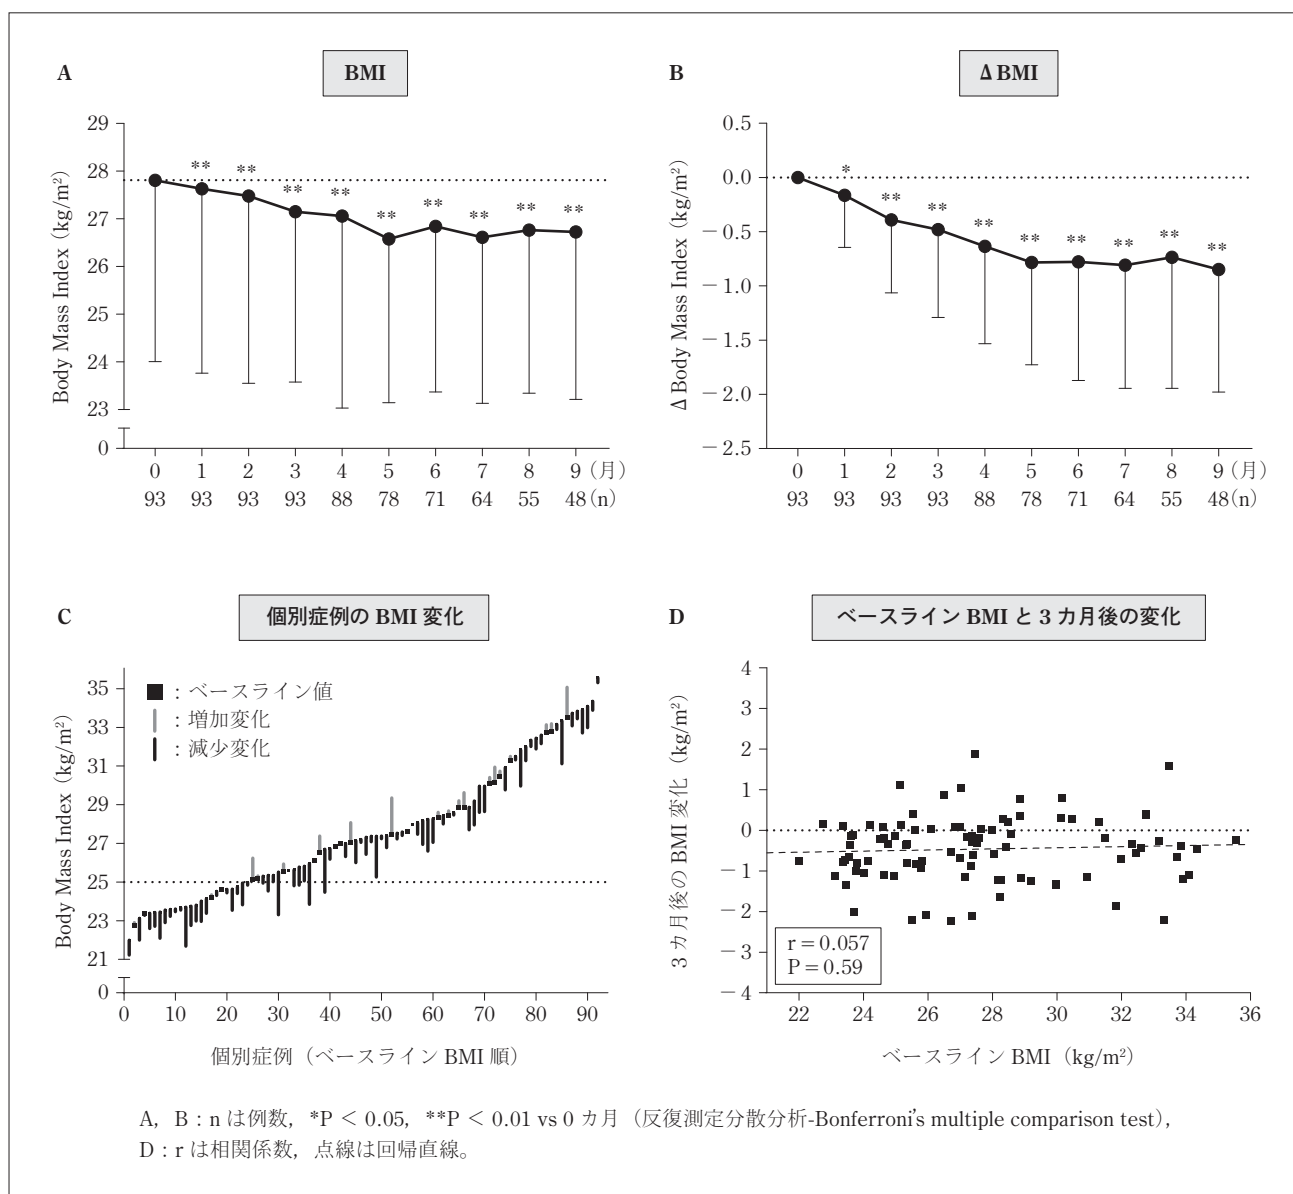 A
BMI
Body Mass Index (kg/m²)
29
28
27
26
25
24
23
0
** ** ** ** ** ** ** ** **
0 1 2 3 4 5 6 7 8 9 (月)
93 93 93 93 88 78 71 64 55 48 (n)
B
Δ BMI
Δ Body Mass Index (kg/m²)
0.5
0.0
−0.5
−1.0
−1.5
−2.0
−2.5
* ** ** ** ** ** ** ** **
0 1 2 3 4 5 6 7 8 9 (月)
93 93 93 93 88 78 71 64 55 48 (n)
C
個別症例の BMI 変化
Body Mass Index (kg/m²)
35
33
31
29
27
25
23
21
0
■:ベースライン値
:増加変化
:減少変化
0 10 20 30 40 50 60 70 80 90
個別症例(ベースライン BMI 順)
D
ベースライン BMI と 3 カ月後の変化
3 カ月後の BMI 変化 (kg/m²)
4
3
2
1
0
−1
−2
−3
−4
r = 0.057
P = 0.59
22 24 26 28 30 32 34 36
ベースライン BMI (kg/m²)
A, B:n は例数, *P < 0.05, **P < 0.01 vs 0 カ月(反復測定分散分析-Bonferroni's multiple comparison test),
D:r は相関係数, 点線は回帰直線。